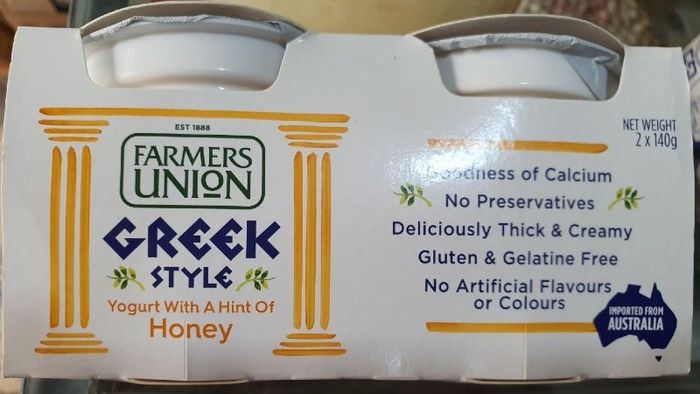 EST 1888
FARMERS
UNION
GREEK
STYLE
Yogurt With A Hint Of
Honey
NET WEIGHT
2 x 140g
Goodness of Calcium
No Preservatives
Deliciously Thick & Creamy
Gluten & Gelatine Free
No Artificial Flavours
or Colours
IMPORTED FROM
AUSTRALIA